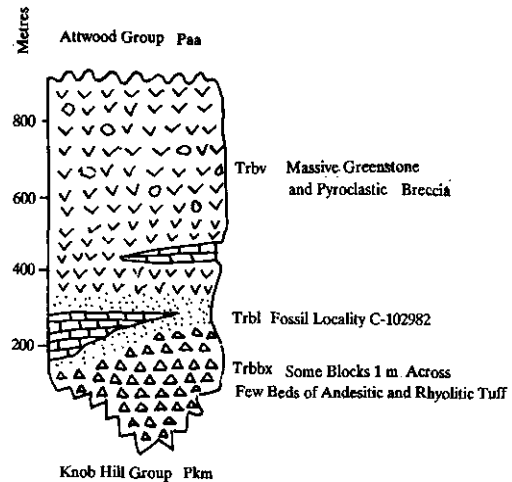 Metres
Attwood Group Paa
800
Trbv Massive Greenstone
and Pyroclastic Breccia
600
400
Trbl Fossil Locality C-102982
200
Trbbx Some Blocks 1 m. Across
Few Beds of Andesitic and Rhyolitic Tuff
Knob Hill Group Pkm